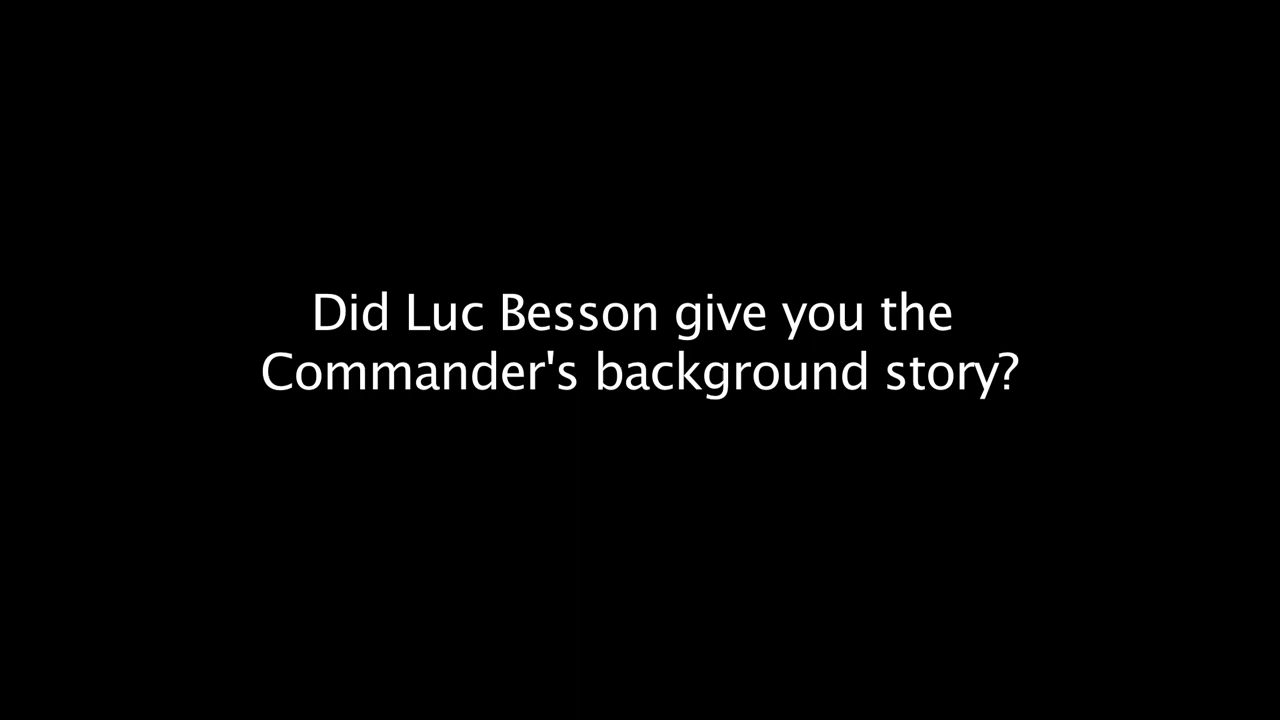 Did Luc Besson give you the
Commander's background story?